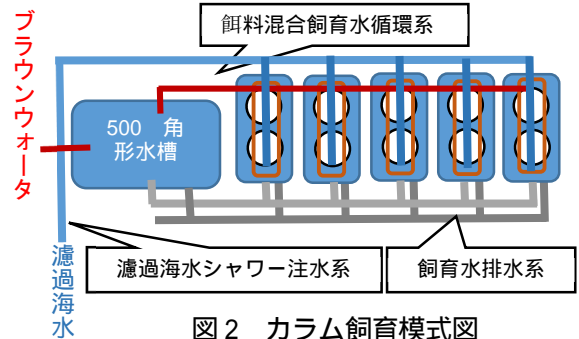 餌料混合飼育水循環系
ブラウンウォータ
500　角
形水槽
濾過海水シャワー注水系
飼育水排水系
濾過海水
図２　カラム飼育模式図